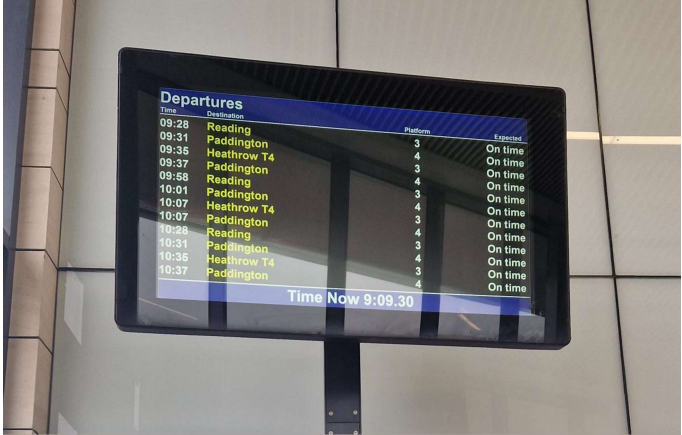 Departures
Time Destination Platform Expected
09:28 Reading 3 On time
09:31 Paddington 4 On time
09:35 Heathrow T4 3 On time
09:37 Paddington 4 On time
09:58 Reading 3 On time
10:01 Paddington 4 On time
10:07 Heathrow T4 3 On time
10:07 Paddington 4 On time
10:28 Reading 3 On time
10:31 Paddington 4 On time
10:35 Heathrow T4 3 On time
10:37 Paddington 4 On time
Time Now 9:09.30